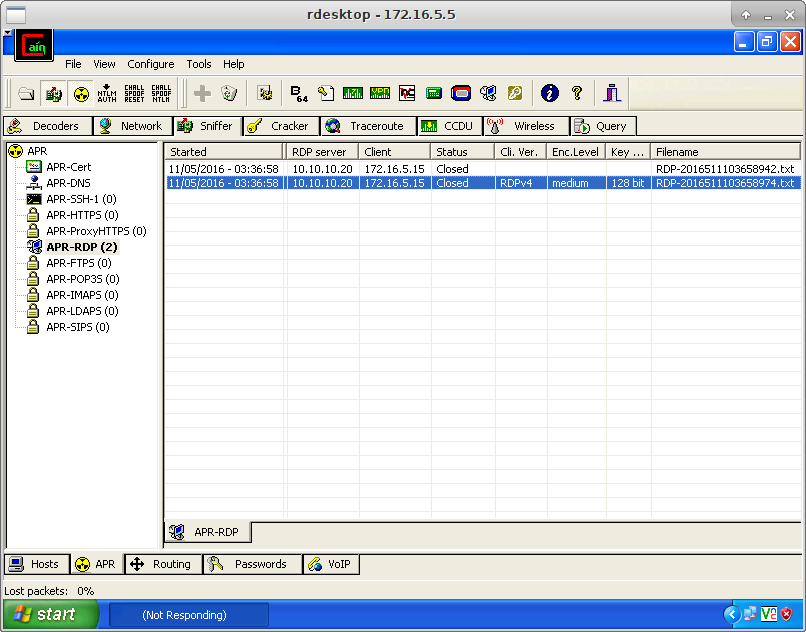 rdesktop - 172.16.5.5
Cain
File View Configure Tools Help
NTLM AUTH CHALL SPOOF RESET CHALL SPOOF NTLM B64
Decoders Network Sniffer Cracker Traceroute CCDU Wireless Query
APR
APR-Cert
APR-DNS
APR-SSH-1 (0)
APR-HTTPS (0)
APR-ProxyHTTPS (0)
APR-RDP (2)
APR-FTPS (0)
APR-POP3S (0)
APR-IMAPS (0)
APR-LDAPS (0)
APR-SIPS (0)
Started RDP server Client Status Cli. Ver. Enc.Level Key ... Filename
11/05/2016 - 03:36:58 10.10.10.20 172.16.5.15 Closed RDP-2016511103658942.txt
11/05/2016 - 03:36:58 10.10.10.20 172.16.5.15 Closed RDPv4 medium 128 bit RDP-2016511103658974.txt
APR-RDP
Hosts APR Routing Passwords VoIP
Lost packets: 0%
start (Not Responding)